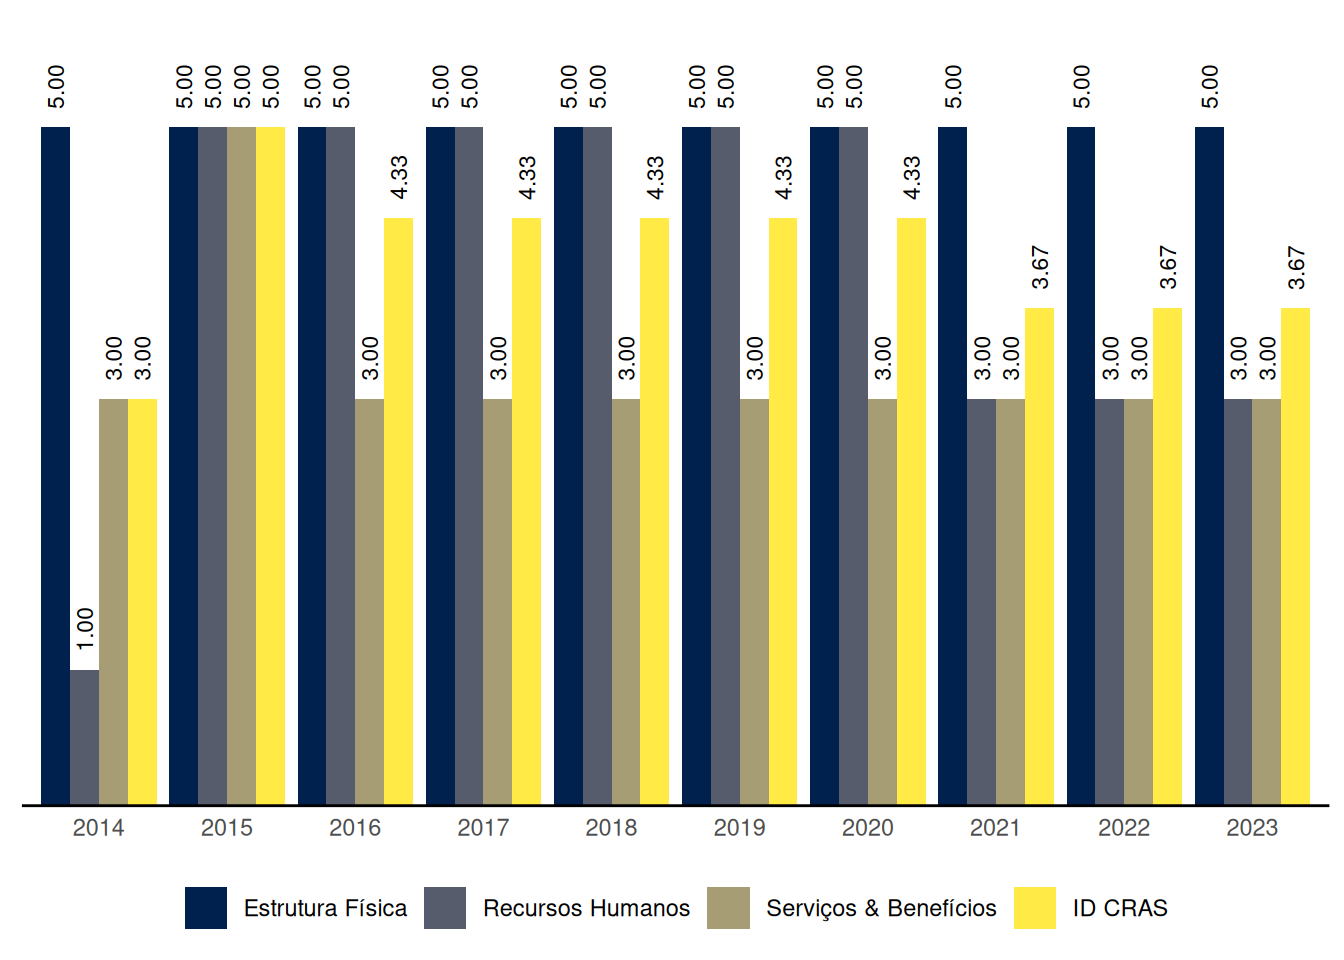 5.00 1.00 3.00 3.00 5.00 5.00 5.00 5.00 5.00 5.00 3.00 4.33 5.00 5.00 3.00 4.33 5.00 5.00 3.00 4.33 5.00 5.00 3.00 4.33 5.00 5.00 3.00 4.33 5.00 3.00 3.00 3.67 5.00 3.00 3.00 3.67 5.00 3.00 3.00 3.67
2014 2015 2016 2017 2018 2019 2020 2021 2022 2023
Estrutura Física Recursos Humanos Serviços & Benefícios ID CRAS